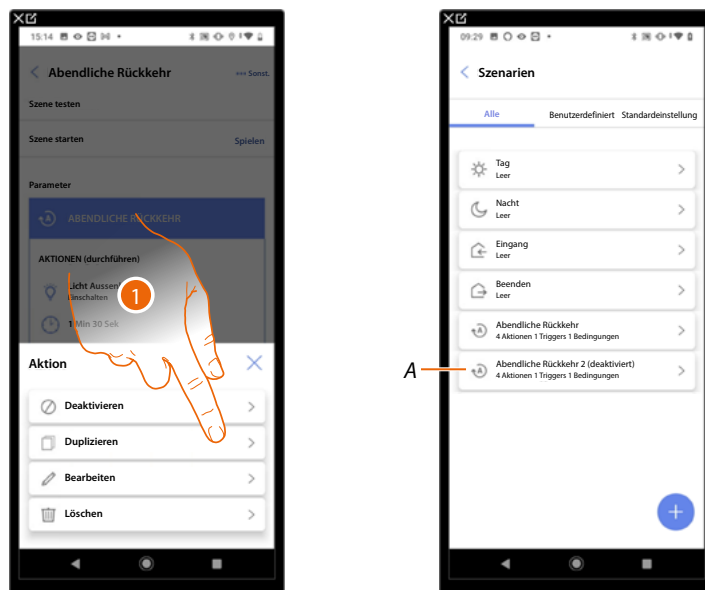 15:14
Abendliche Rückkehr
Sonst.
Szene testen
Szene starten
Spielen
Parameter
ABENDLICHE RÜCKKEHR
AKTIONEN (durchführen)
Licht Aussen
Einschalten
1
1 Min 30 Sek
Aktion
Deaktivieren
Duplizieren
Bearbeiten
Löschen
09:29
Szenarien
Alle
Benutzerdefiniert
Standardeinstellung
Tag
Leer
Nacht
Leer
Eingang
Leer
Beenden
Leer
Abendliche Rückkehr
4 Aktionen 1 Triggers 1 Bedingungen
A
Abendliche Rückkehr 2 (deaktiviert)
4 Aktionen 1 Triggers 1 Bedingungen